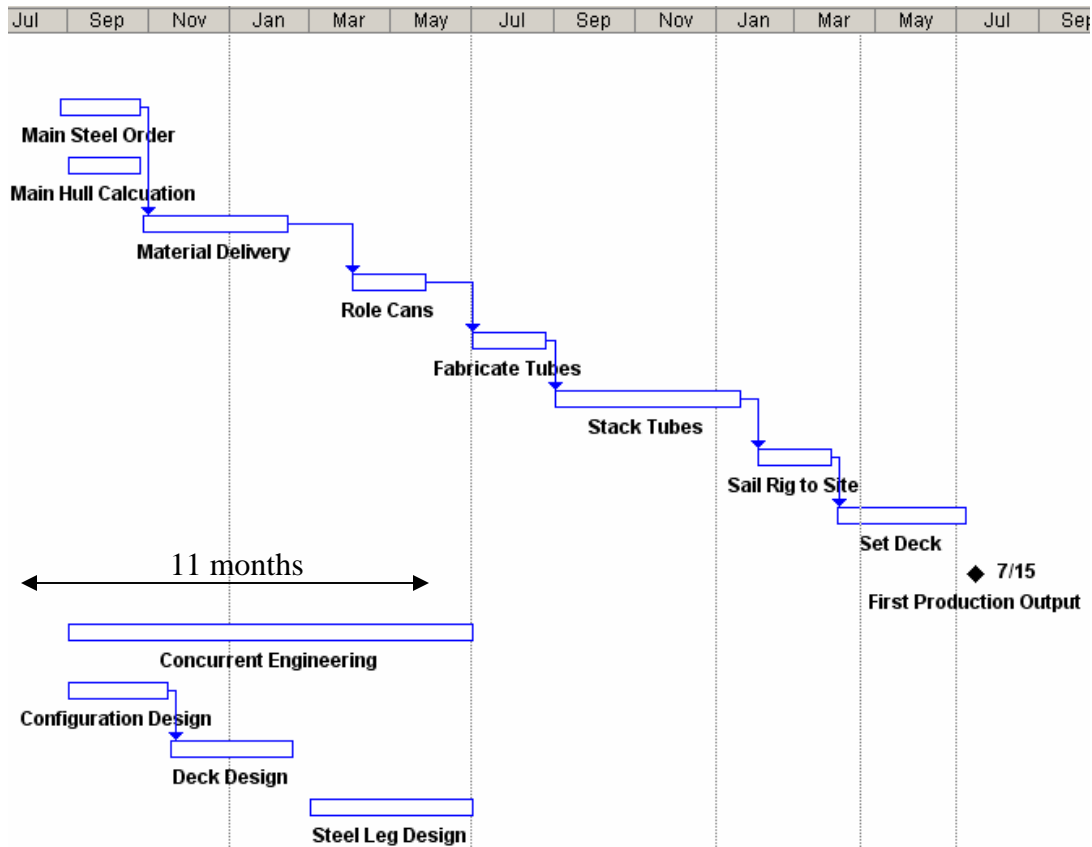 Jul Sep Nov Jan Mar May Jul Sep Nov Jan Mar May Jul Sep
Main Steel Order
Main Hull Calcuation
Material Delivery
Role Cans
Fabricate Tubes
Stack Tubes
Sail Rig to Site
Set Deck
11 months
7/15
First Production Output
Concurrent Engineering
Configuration Design
Deck Design
Steel Leg Design